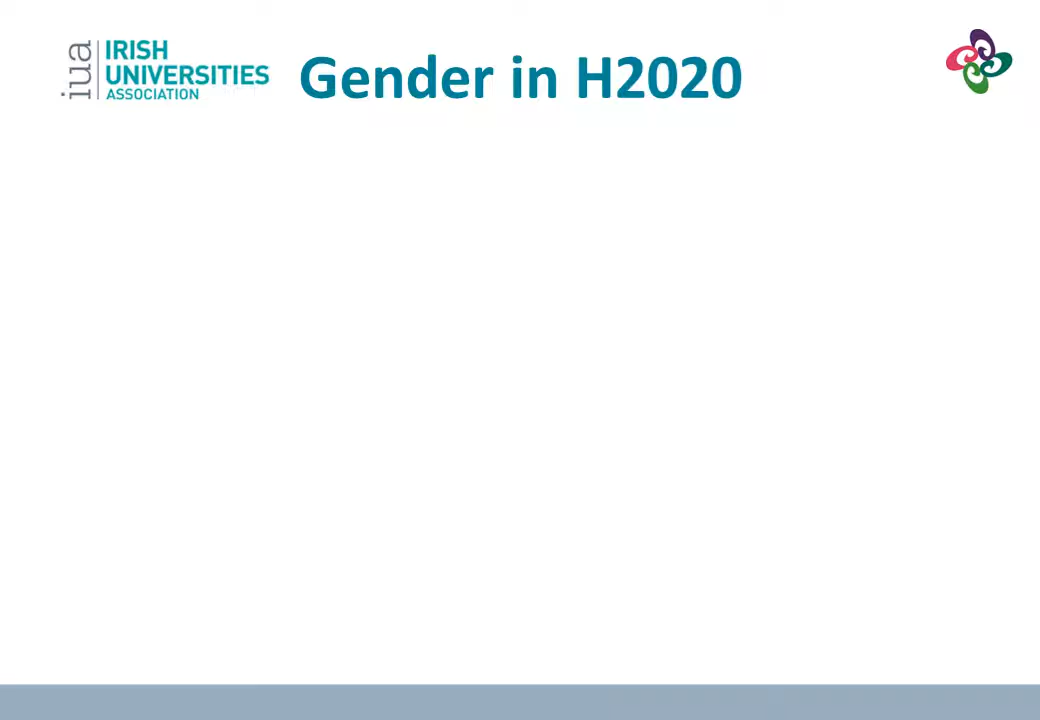 iua
IRISH
UNIVERSITIES
ASSOCIATION
Gender in H2020